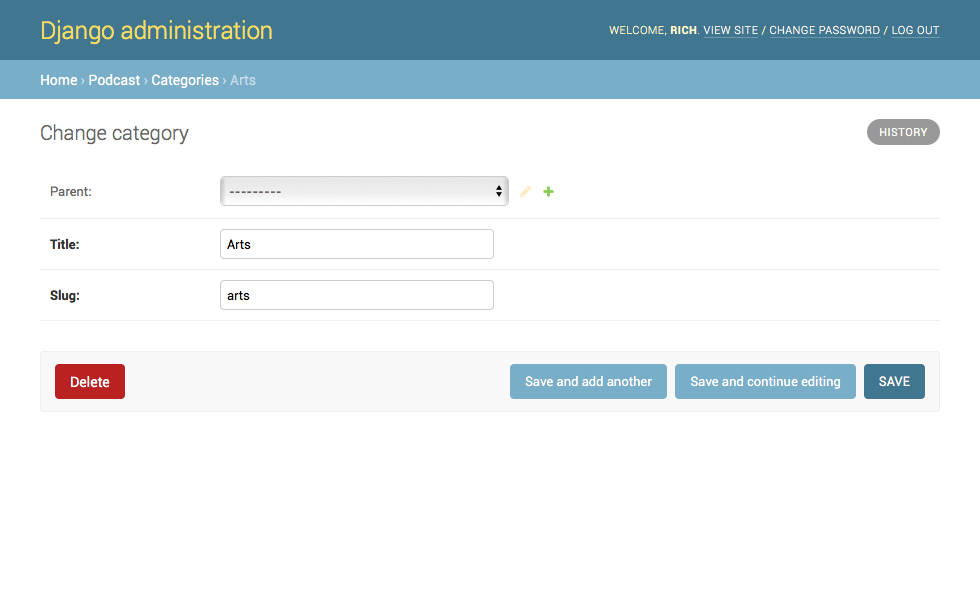 Django administration
WELCOME, RICH. VIEW SITE / CHANGE PASSWORD / LOG OUT
Home › Podcast › Categories › Arts
Change category
HISTORY
Parent: ---------
Title: Arts
Slug: arts
Delete Save and add another Save and continue editing SAVE